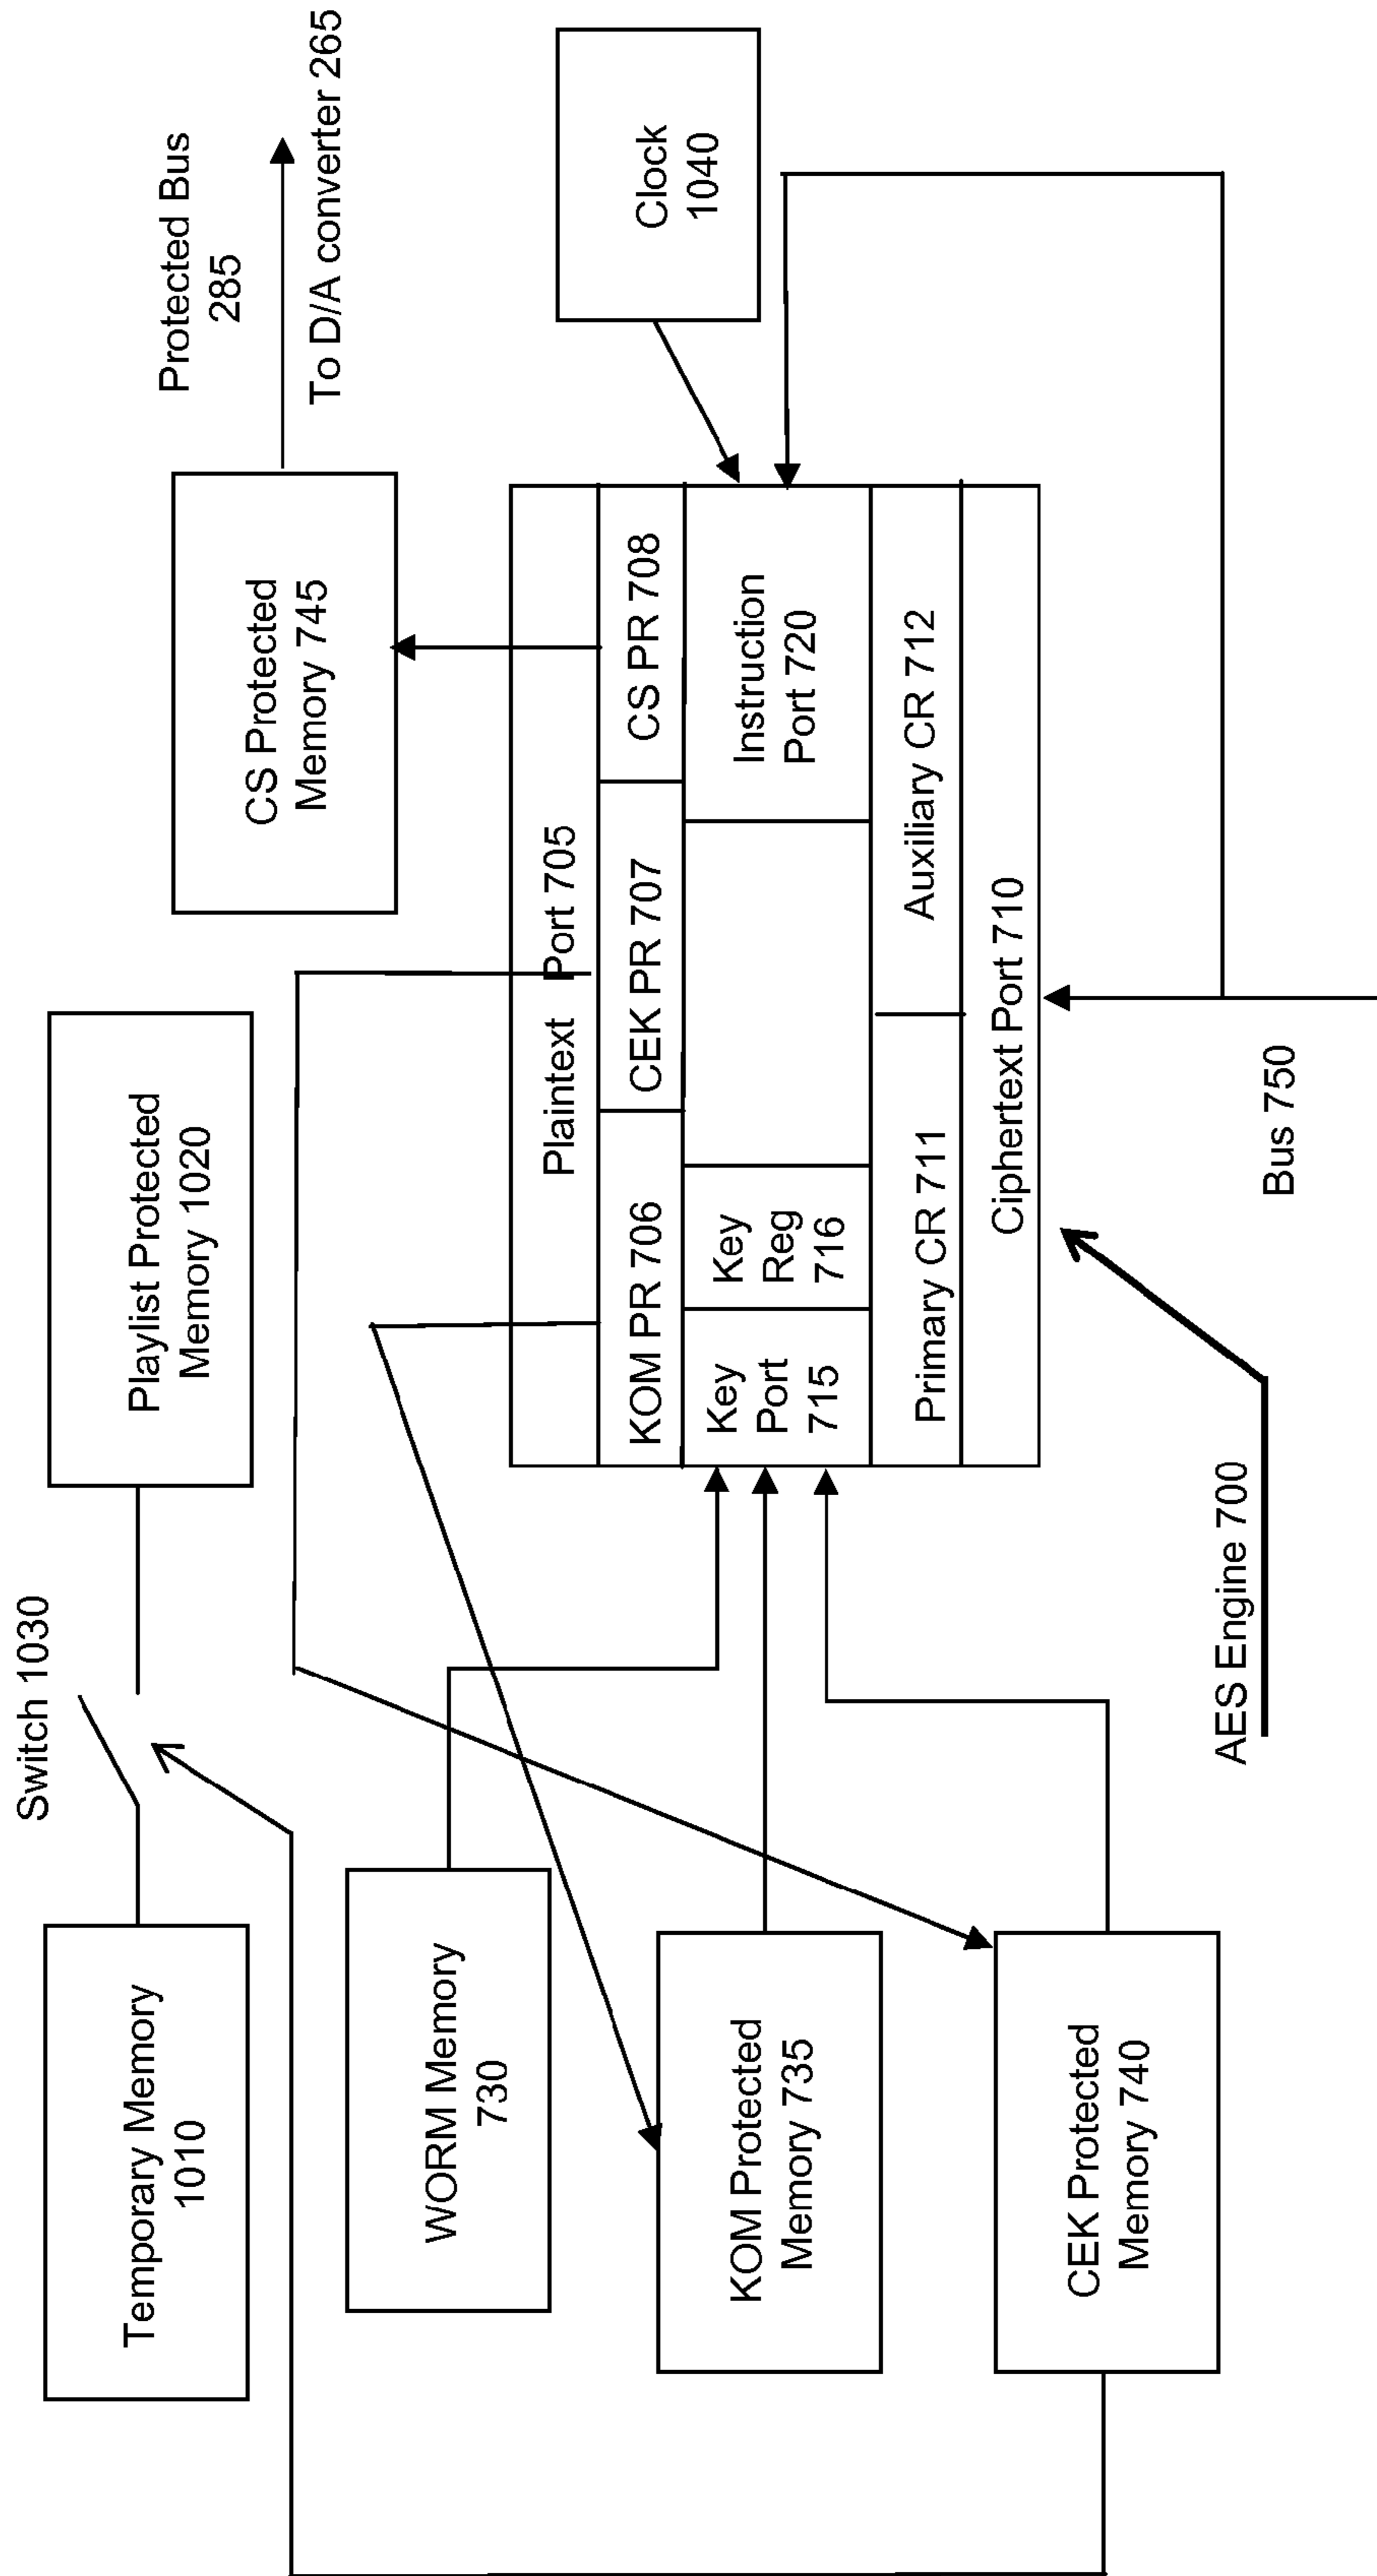 Switch 1030
Temporary Memory
1010
Playlist Protected
Memory 1020
Protected Bus
285
To D/A converter 265
CS Protected
Memory 745
WORM Memory
730
KOM Protected
Memory 735
CEK Protected
Memory 740
Plaintext Port 705
KOM PR 706
CEK PR 707
CS PR 708
Key
Port
715
Key
Reg
716
Instruction
Port 720
Primary CR 711
Auxiliary CR 712
Ciphertext Port 710
Clock
1040
AES Engine 700
Bus 750